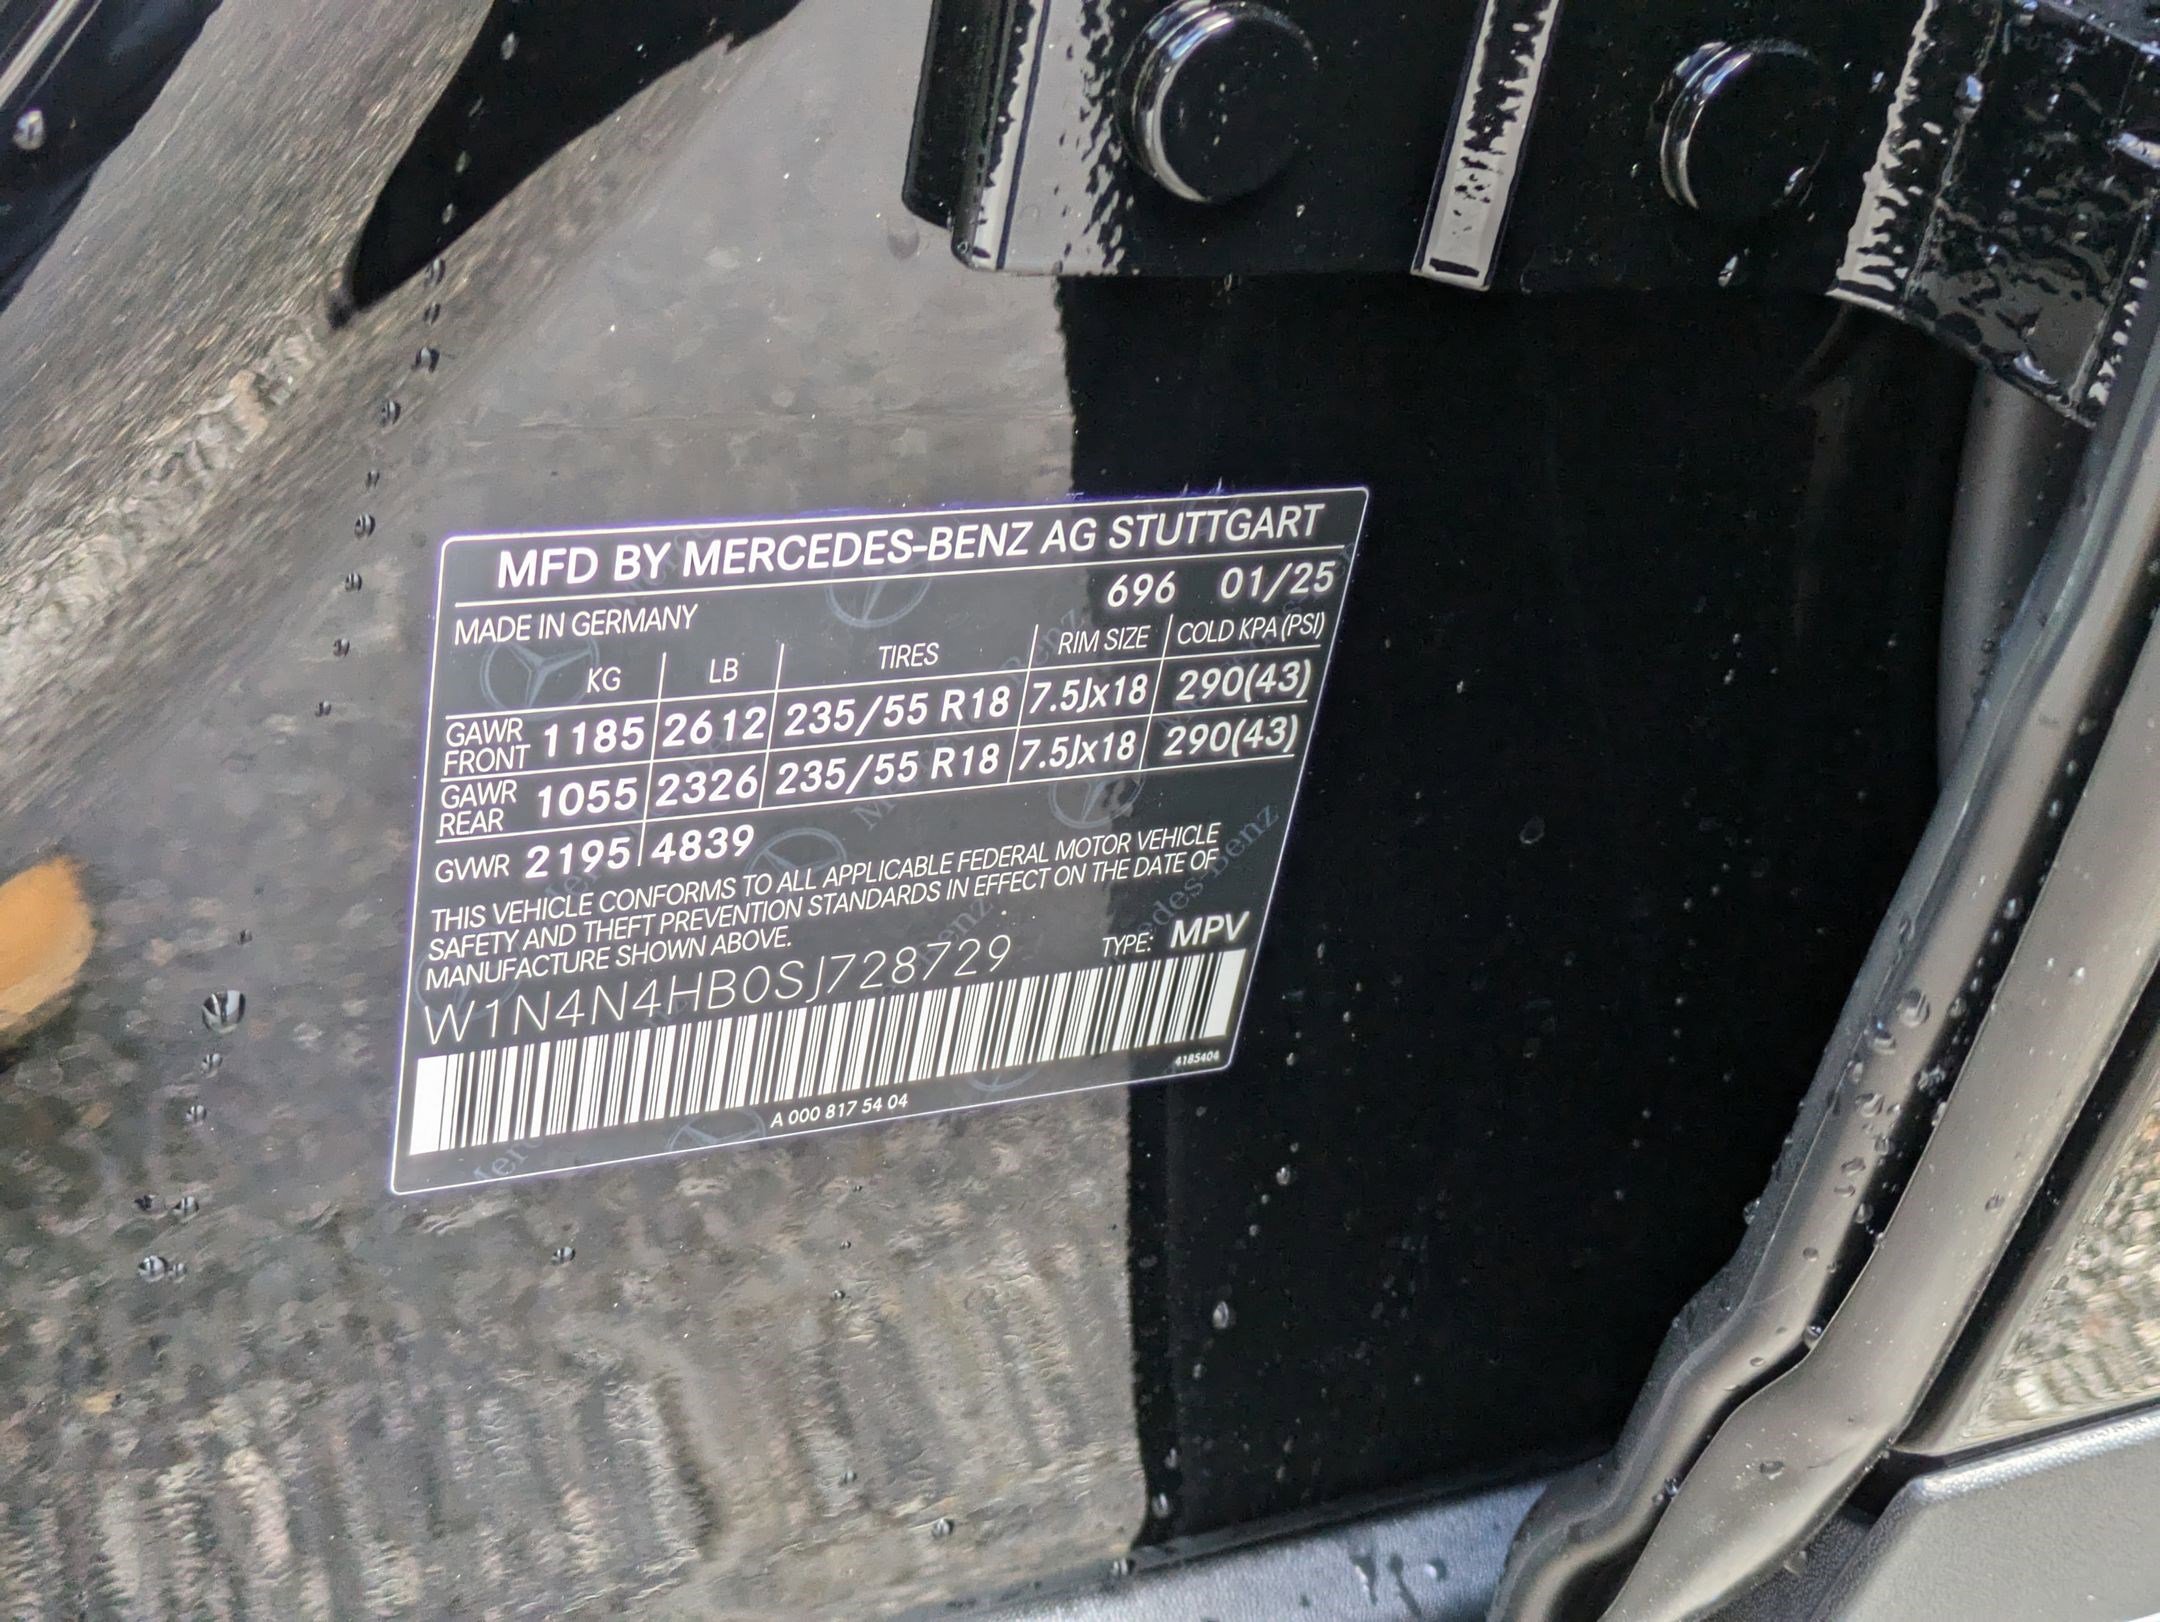 MFD BY MERCEDES-BENZ AG STUTTGART
696 01/25
MADE IN GERMANY
KG LB TIRES RIM SIZE COLD KPA (PSI)
GAWR FRONT 1185 2612 235/55 R18 7.5Jx18 290(43)
GAWR REAR 1055 2326 235/55 R18 7.5Jx18 290(43)
GVWR 2195 4839
THIS VEHICLE CONFORMS TO ALL APPLICABLE FEDERAL MOTOR VEHICLE
SAFETY AND THEFT PREVENTION STANDARDS IN EFFECT ON THE DATE OF
MANUFACTURE SHOWN ABOVE.
TYPE: MPV
W1N4N4HB0SJ728729
4185404
A 000 817 54 04